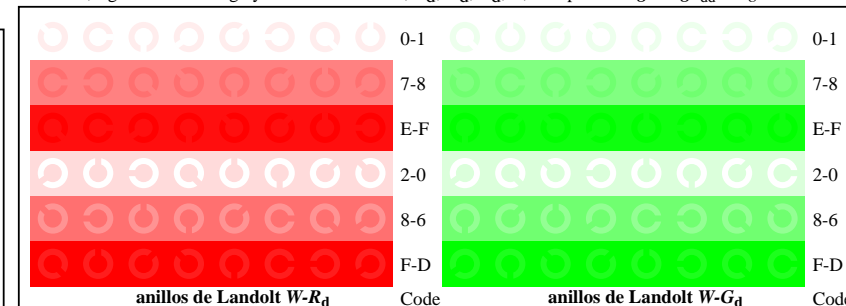 0-1
7-8
E-F
2-0
8-6
F-D
anillos de Landolt W-Rd
Code
0-1
7-8
E-F
2-0
8-6
F-D
anillos de Landolt W-Gd